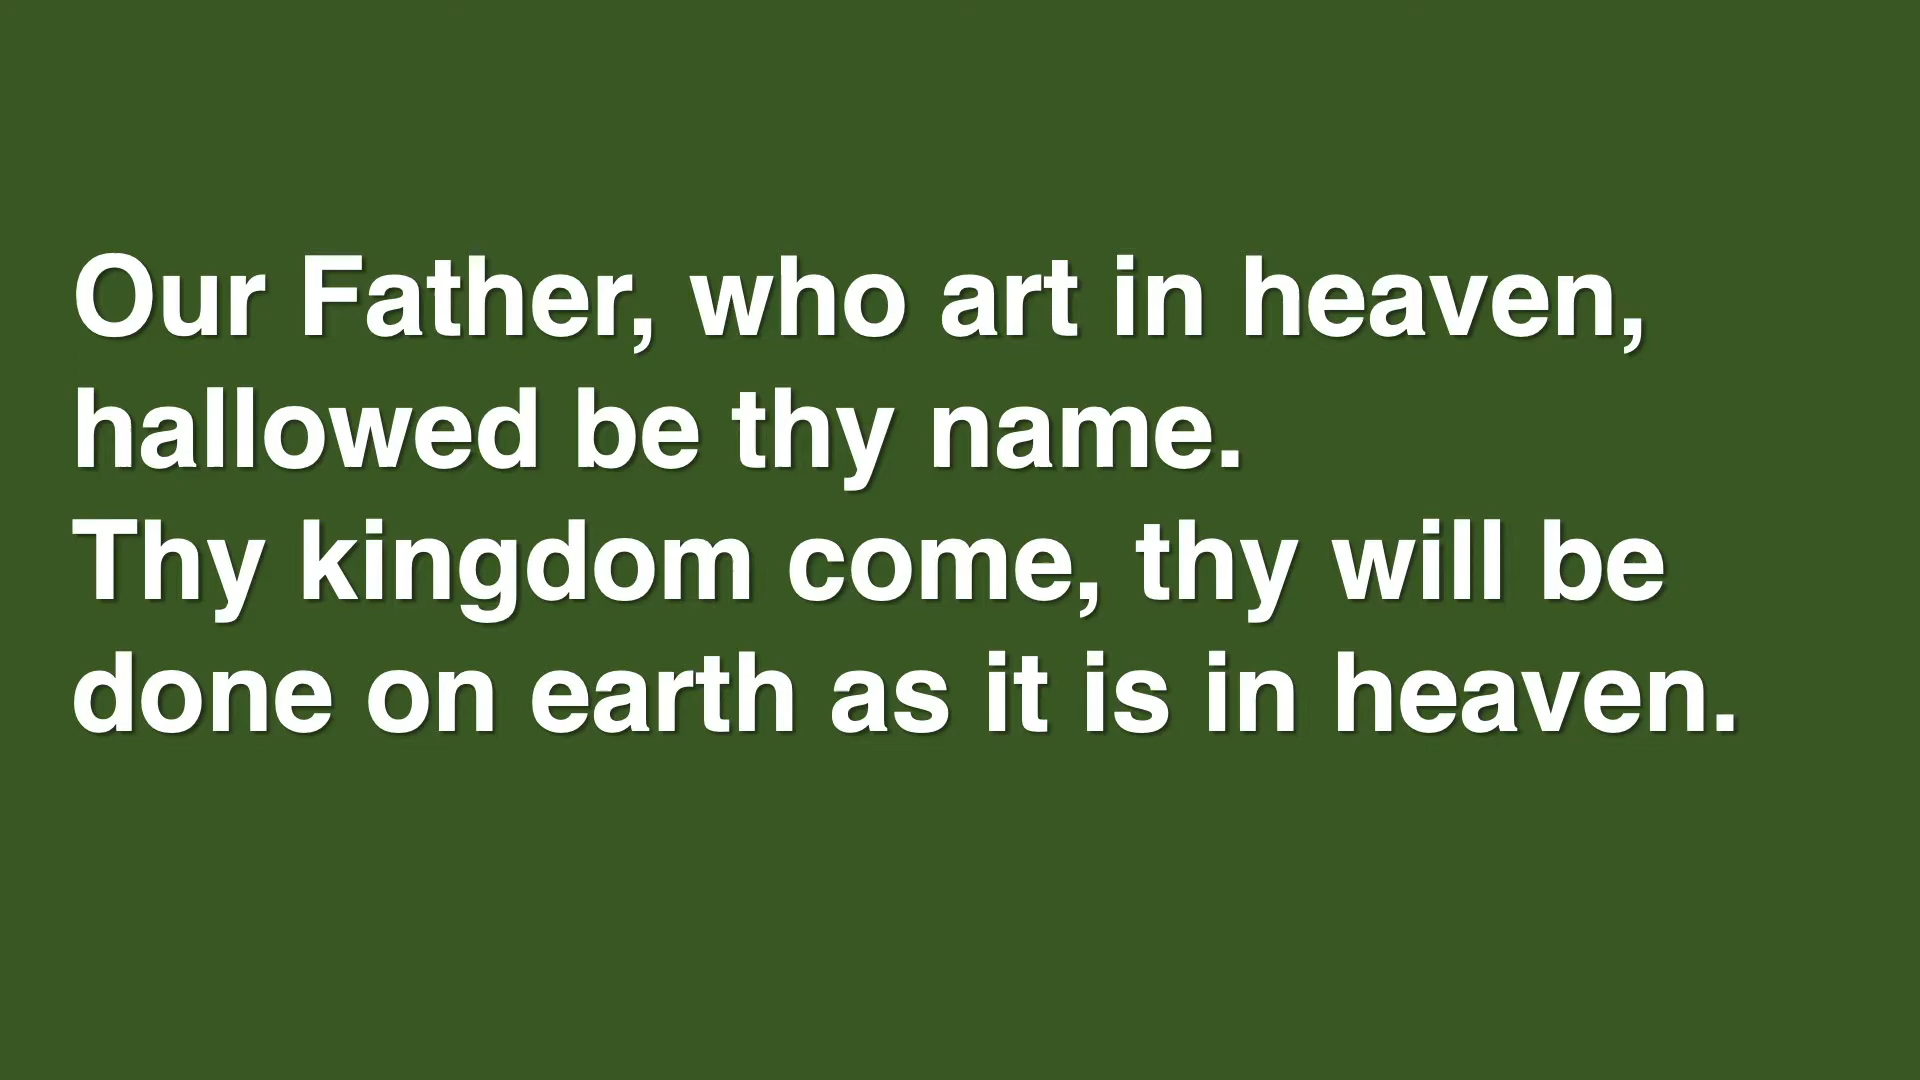 Our Father, who art in heaven,
hallowed be thy name.
Thy kingdom come, thy will be
done on earth as it is in heaven.